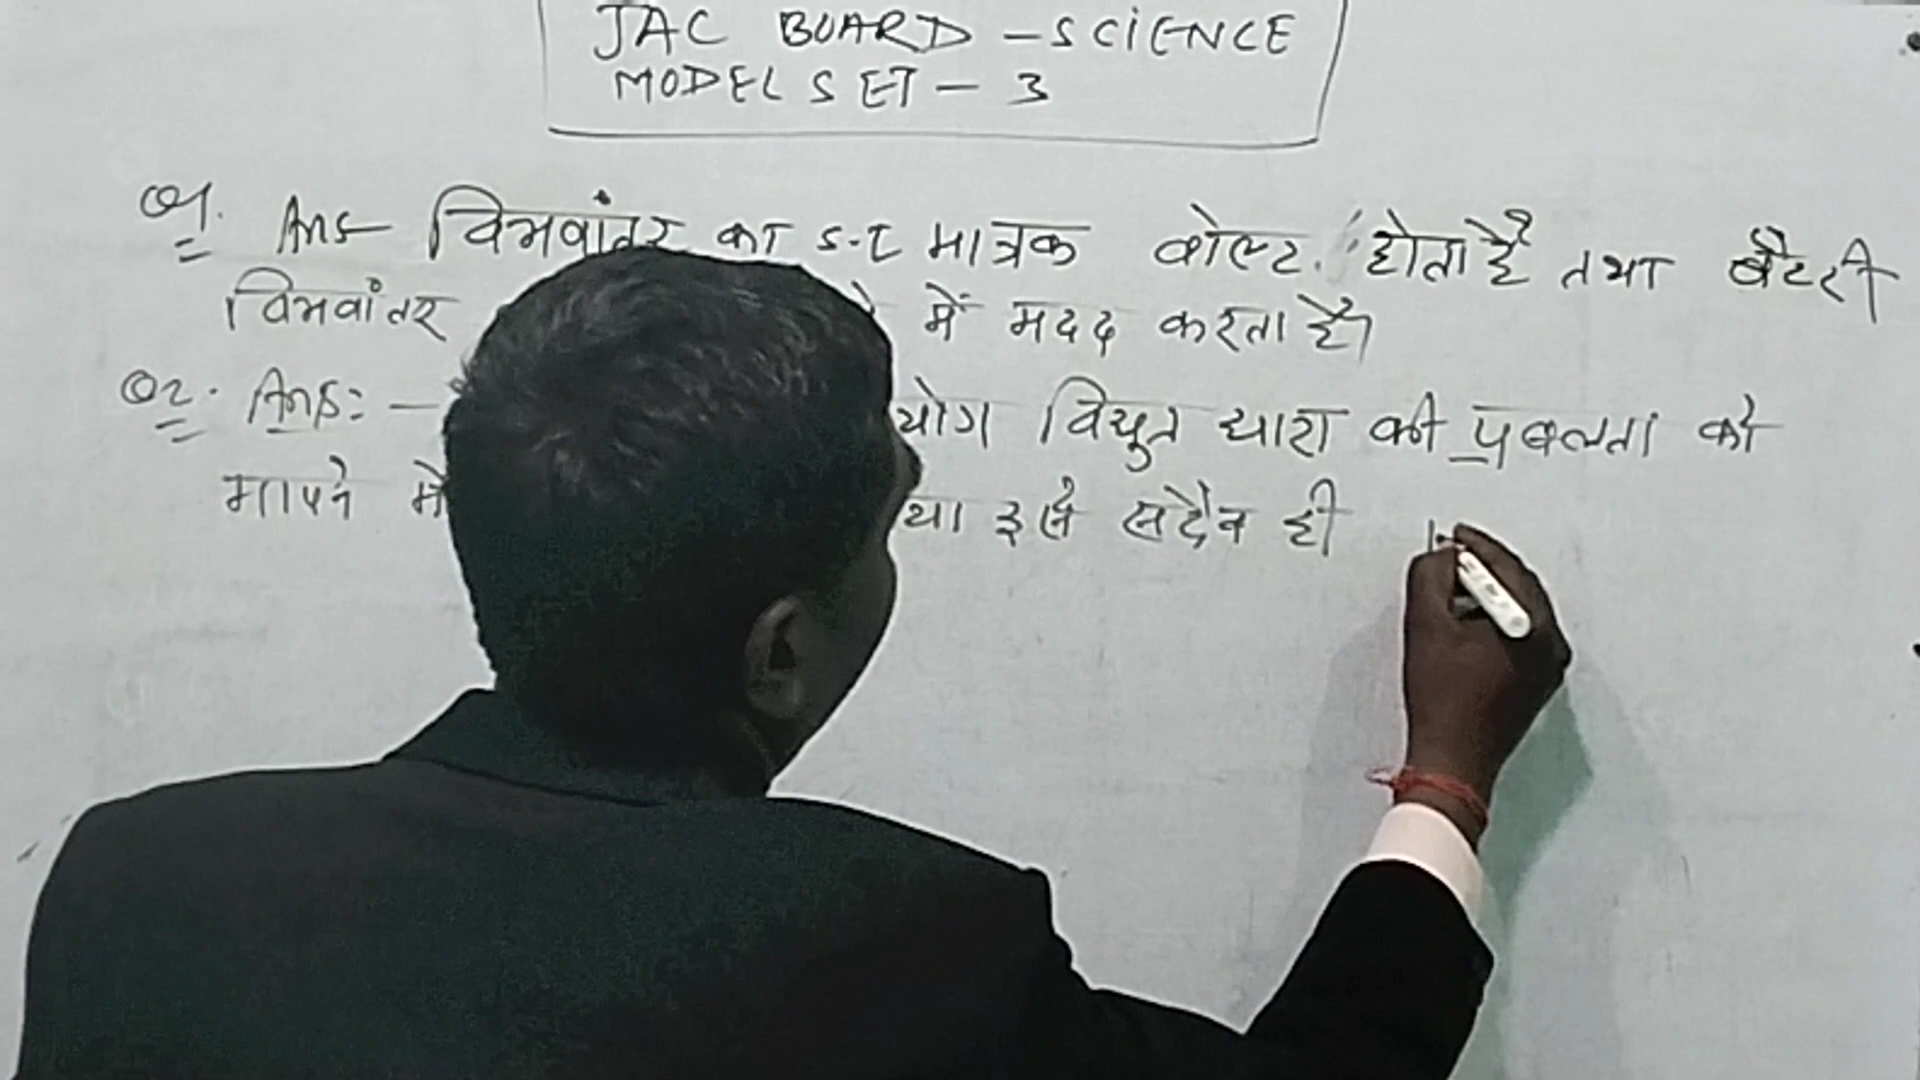 JAC BOARD - SCIENCE
MODEL SET - 3
Q1. Ans- विभवांतर का S-I मात्रक वोल्ट होता है तथा बैटरी
विभवांतर में मदद करता है।
Q2. Ans: - योग विद्युत धारा की प्रबलता को
मापने में था इसे सदैव ही